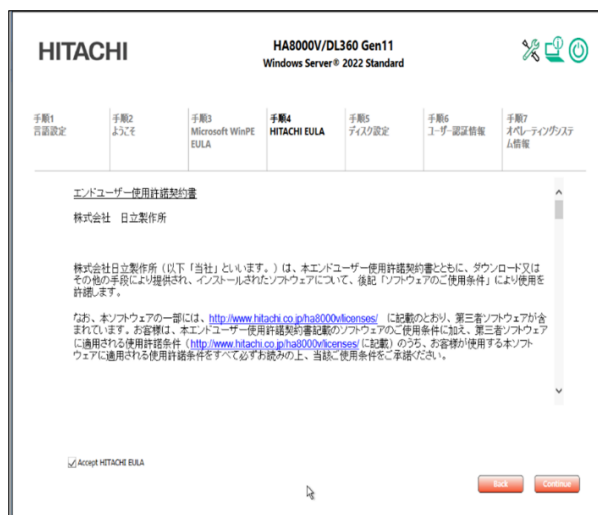 HITACHI
HA8000V/DL360 Gen11
Windows Server® 2022 Standard
手順1
言語設定
手順2
ようこそ
手順3
Microsoft WinPE
EULA
手順4
HITACHI EULA
手順5
ディスク設定
手順6
ユーザー認証情報
手順7
オペレーティングシステ
ム情報
エンドユーザー使用許諾契約書
株式会社 日立製作所
株式会社日立製作所(以下「当社」といいます。)は、本エンドユーザー使用許諾契約書とともに、ダウンロード又は
その他の手段により提供され、インストールされたソフトウェアについて、後記「ソフトウェアのご使用条件」により使用を
許諾します。
なお、本ソフトウェアの一部には、http://www.hitachi.co.jp/ha8000v/licenses/ に記載のとおり、第三者ソフトウェアが含
まれています。お客様は、本エンドユーザー使用許諾契約書記載のソフトウェアのご使用条件に加え、第三者ソフトウェア
に適用される使用許諾条件(http://www.hitachi.co.jp/ha8000v/licenses/ に記載)のうち、お客様が使用する本ソフト
ウェアに適用される使用許諾条件をすべて必ずお読みの上、当該ご使用条件をご承諾ください。
Accept HITACHI EULA
Back
Continue